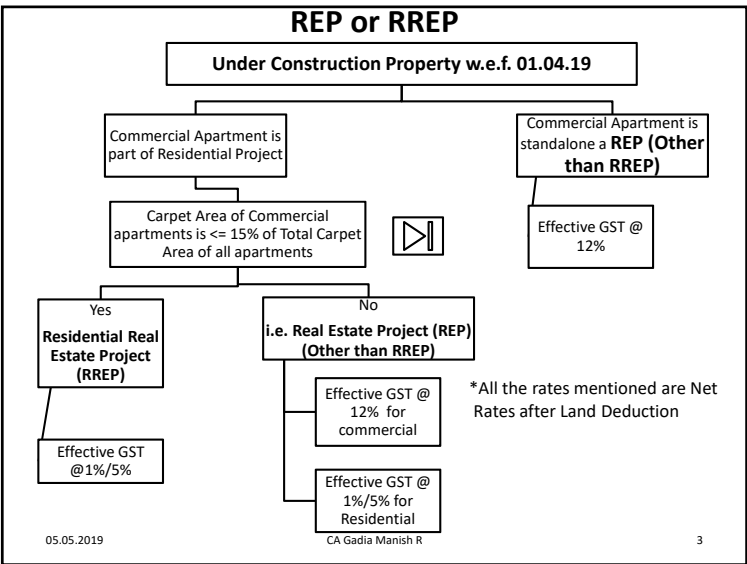 REP or RREP
Under Construction Property w.e.f. 01.04.19
Commercial Apartment is
part of Residential Project
Commercial Apartment is
standalone a REP (Other
than RREP)
Carpet Area of Commercial
apartments is <= 15% of Total Carpet
Area of all apartments
Effective GST @
12%
Yes
Residential Real
Estate Project
(RREP)
No
i.e. Real Estate Project (REP)
(Other than RREP)
Effective GST @
12% for
commercial
*All the rates mentioned are Net
Rates after Land Deduction
Effective GST
@1%/5%
Effective GST @
1%/5% for
Residential
05.05.2019
CA Gadia Manish R
3